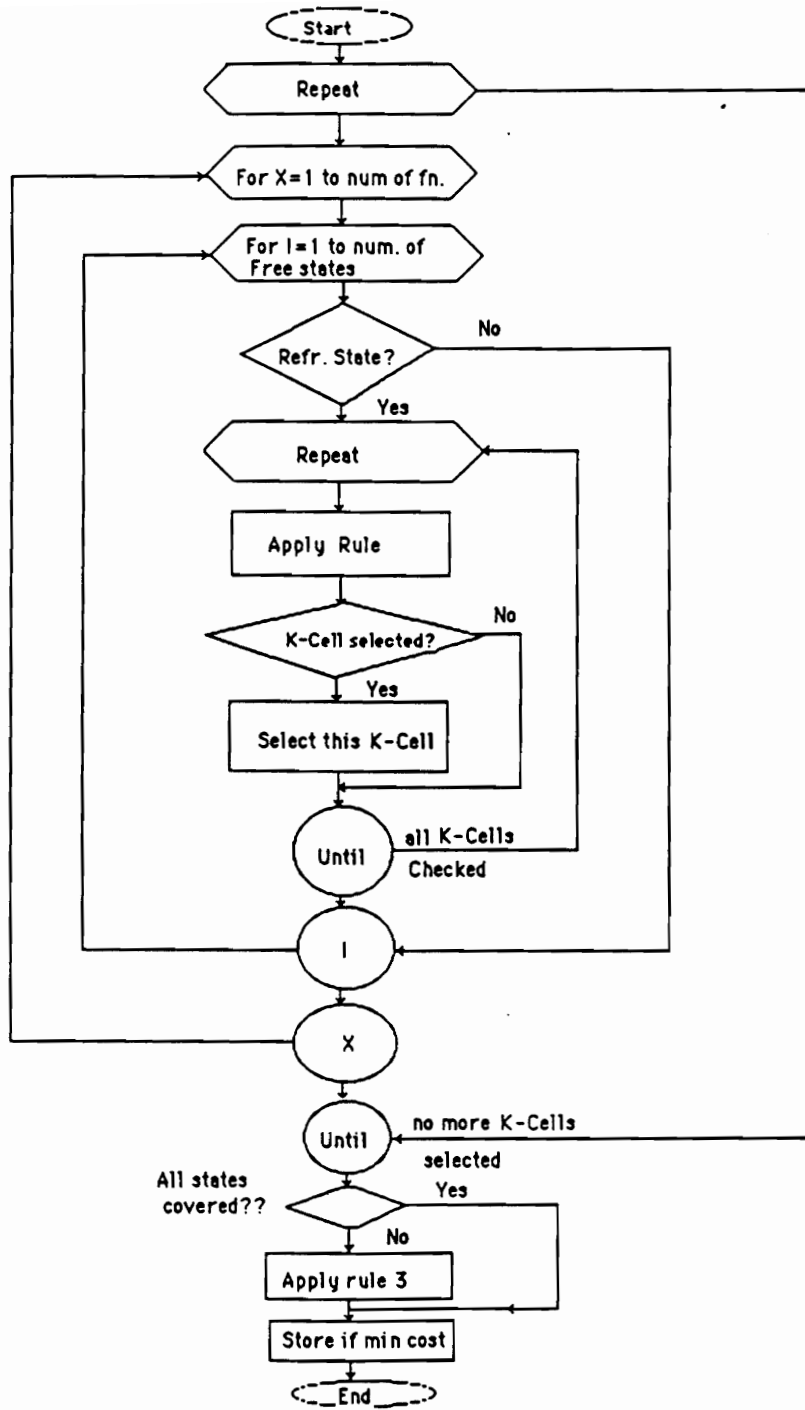 Start
Repeat
For X=1 to num of fn.
For I=1 to num. of
Free states
No
Refr. State?
Yes
Repeat
Apply Rule
No
K-Cell selected?
Yes
Select this K-Cell
all K-Cells
Until
Checked
I
X
no more K-Cells
Until
selected
All states
covered??
Yes
No
Apply rule 3
Store if min cost
End